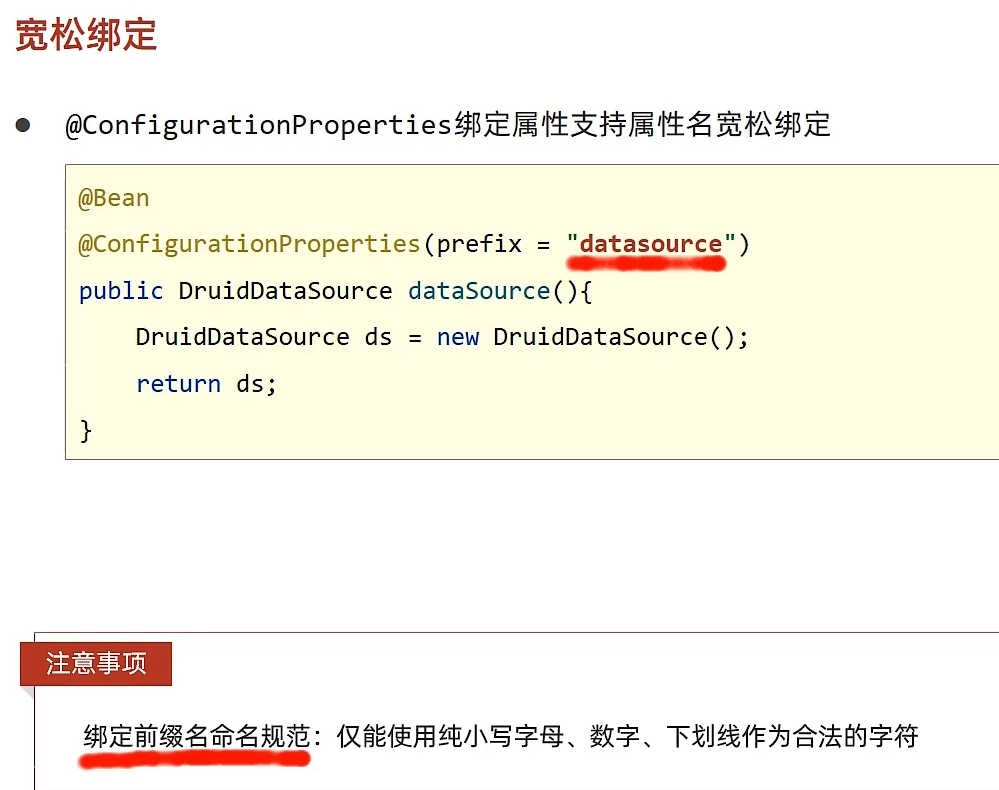 宽松绑定
● @ConfigurationProperties绑定属性支持属性名宽松绑定
@Bean
@ConfigurationProperties(prefix = "datasource")
public DruidDataSource dataSource(){
    DruidDataSource ds = new DruidDataSource();
    return ds;
}
注意事项
绑定前缀名命名规范：仅能使用纯小写字母、数字、下划线作为合法的字符